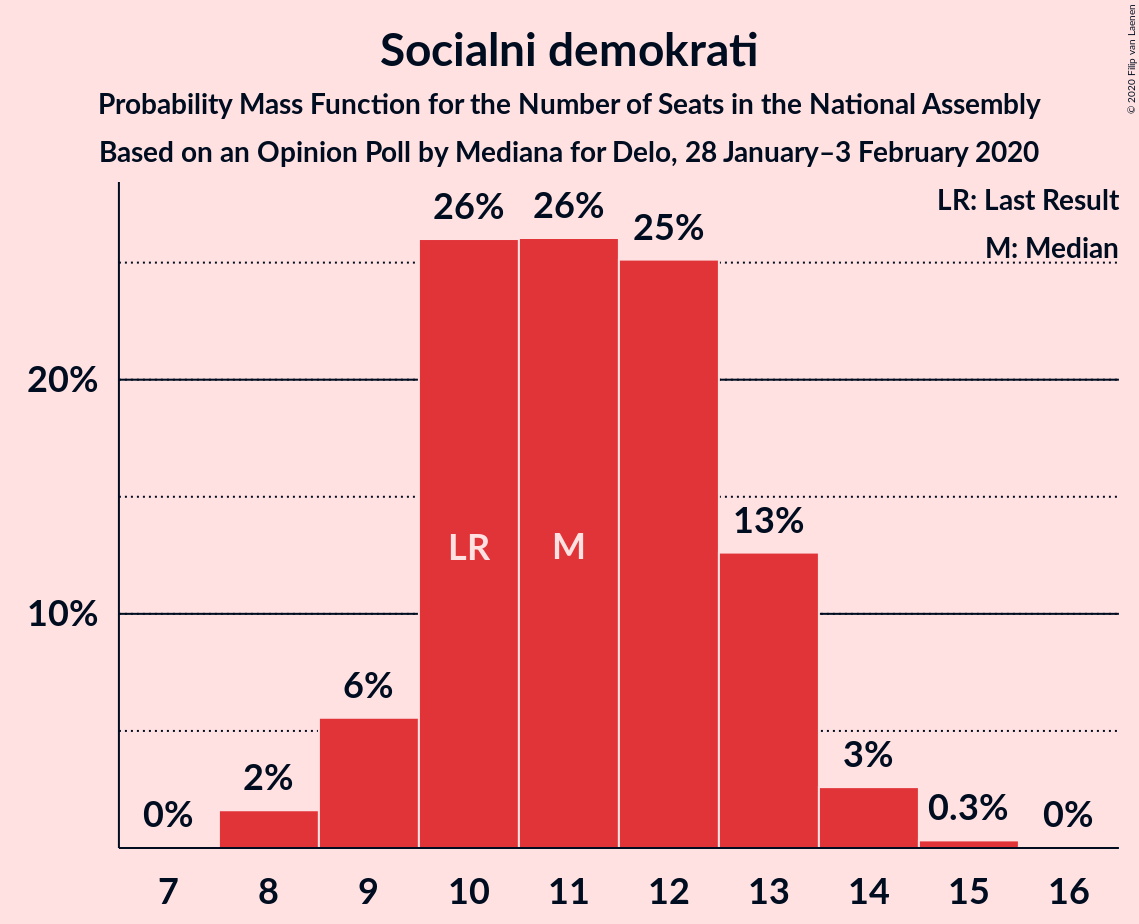 Socialni demokrati
Probability Mass Function for the Number of Seats in the National Assembly
Based on an Opinion Poll by Mediana for Delo, 28 January–3 February 2020
© 2020 Filip van Laenen
LR: Last Result
M: Median
26%
26%
25%
20%
13%
10%
LR
M
6%
2%
3%
0%
0.3%
0%
7
8
9
10
11
12
13
14
15
16